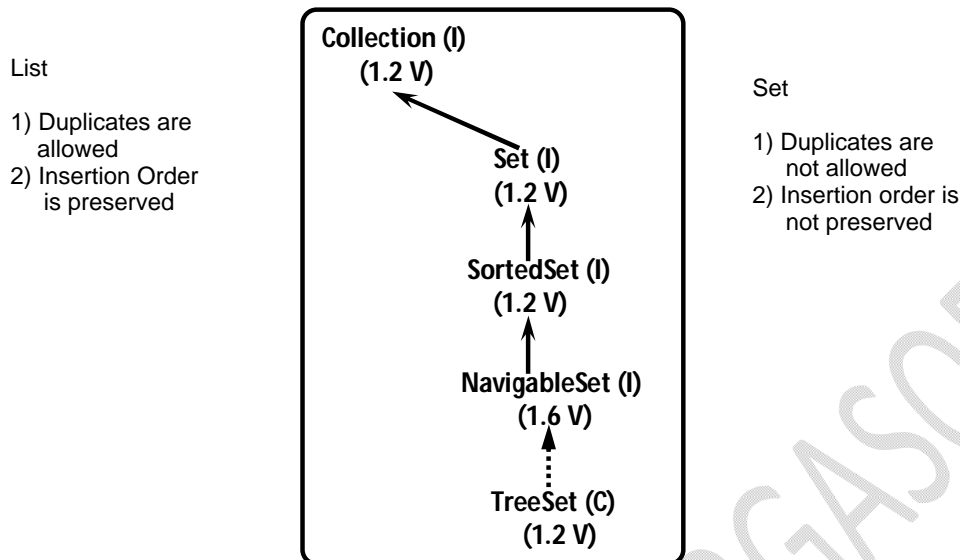 List
1) Duplicates are
allowed
2) Insertion Order
is preserved
Collection (I)
(1.2 V)
Set (I)
(1.2 V)
SortedSet (I)
(1.2 V)
NavigableSet (I)
(1.6 V)
TreeSet (C)
(1.2 V)
Set
1) Duplicates are
not allowed
2) Insertion order is
not preserved